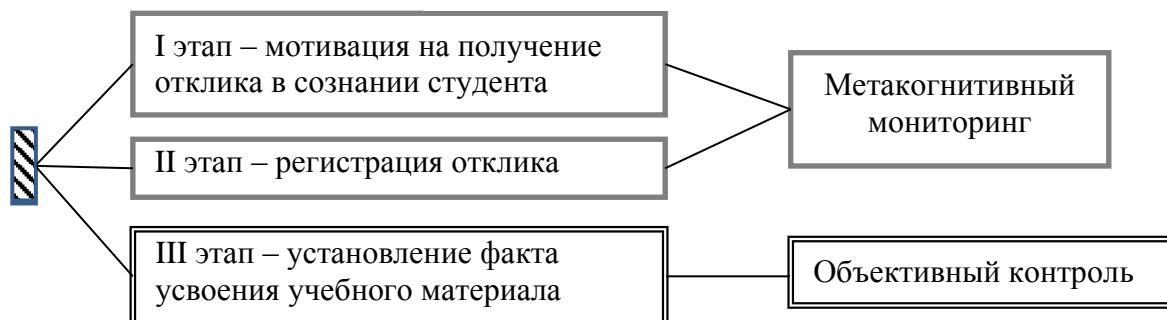 I этап – мотивация на получение
отклика в сознании студента
II этап – регистрация отклика
III этап – установление факта
усвоения учебного материала
Метакогнитивный
мониторинг
Объективный контроль